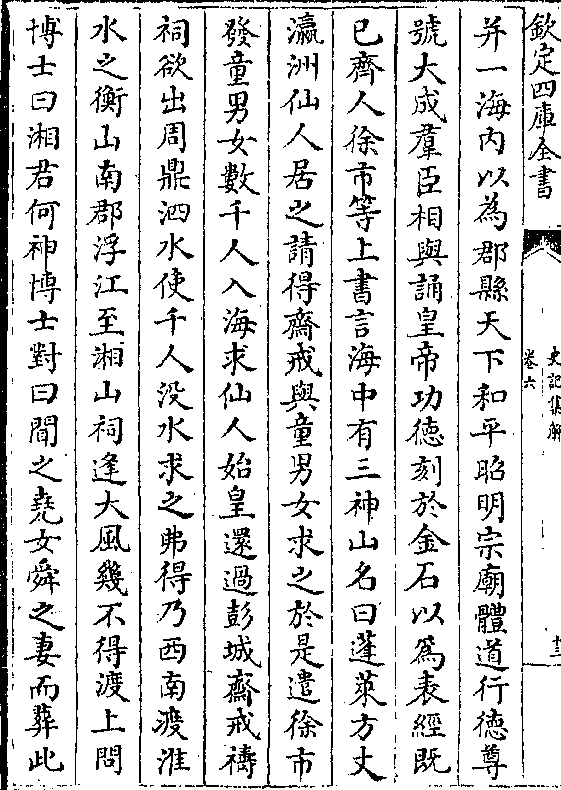 欽定四庫全書
史記集解
卷六
十三
并一海内以為郡縣天下和平昭明宗廟體道行德尊
號大成羣臣相與誦皇帝功德刻於金石以為表經既
已齊人徐市等上書言海中有三神山名曰蓬萊方丈
瀛洲仙人居之請得齋戒與童男女求之於是遣徐市
發童男女數千人入海求仙人始皇還過彭城齋戒禱
祠欲出周鼎泗水使千人没水求之弗得乃西南渡淮
水之衡山南郡浮江至湘山祠逢大風幾不得渡上問
博士曰湘君何神博士對曰聞之堯女舜之妻而葬此